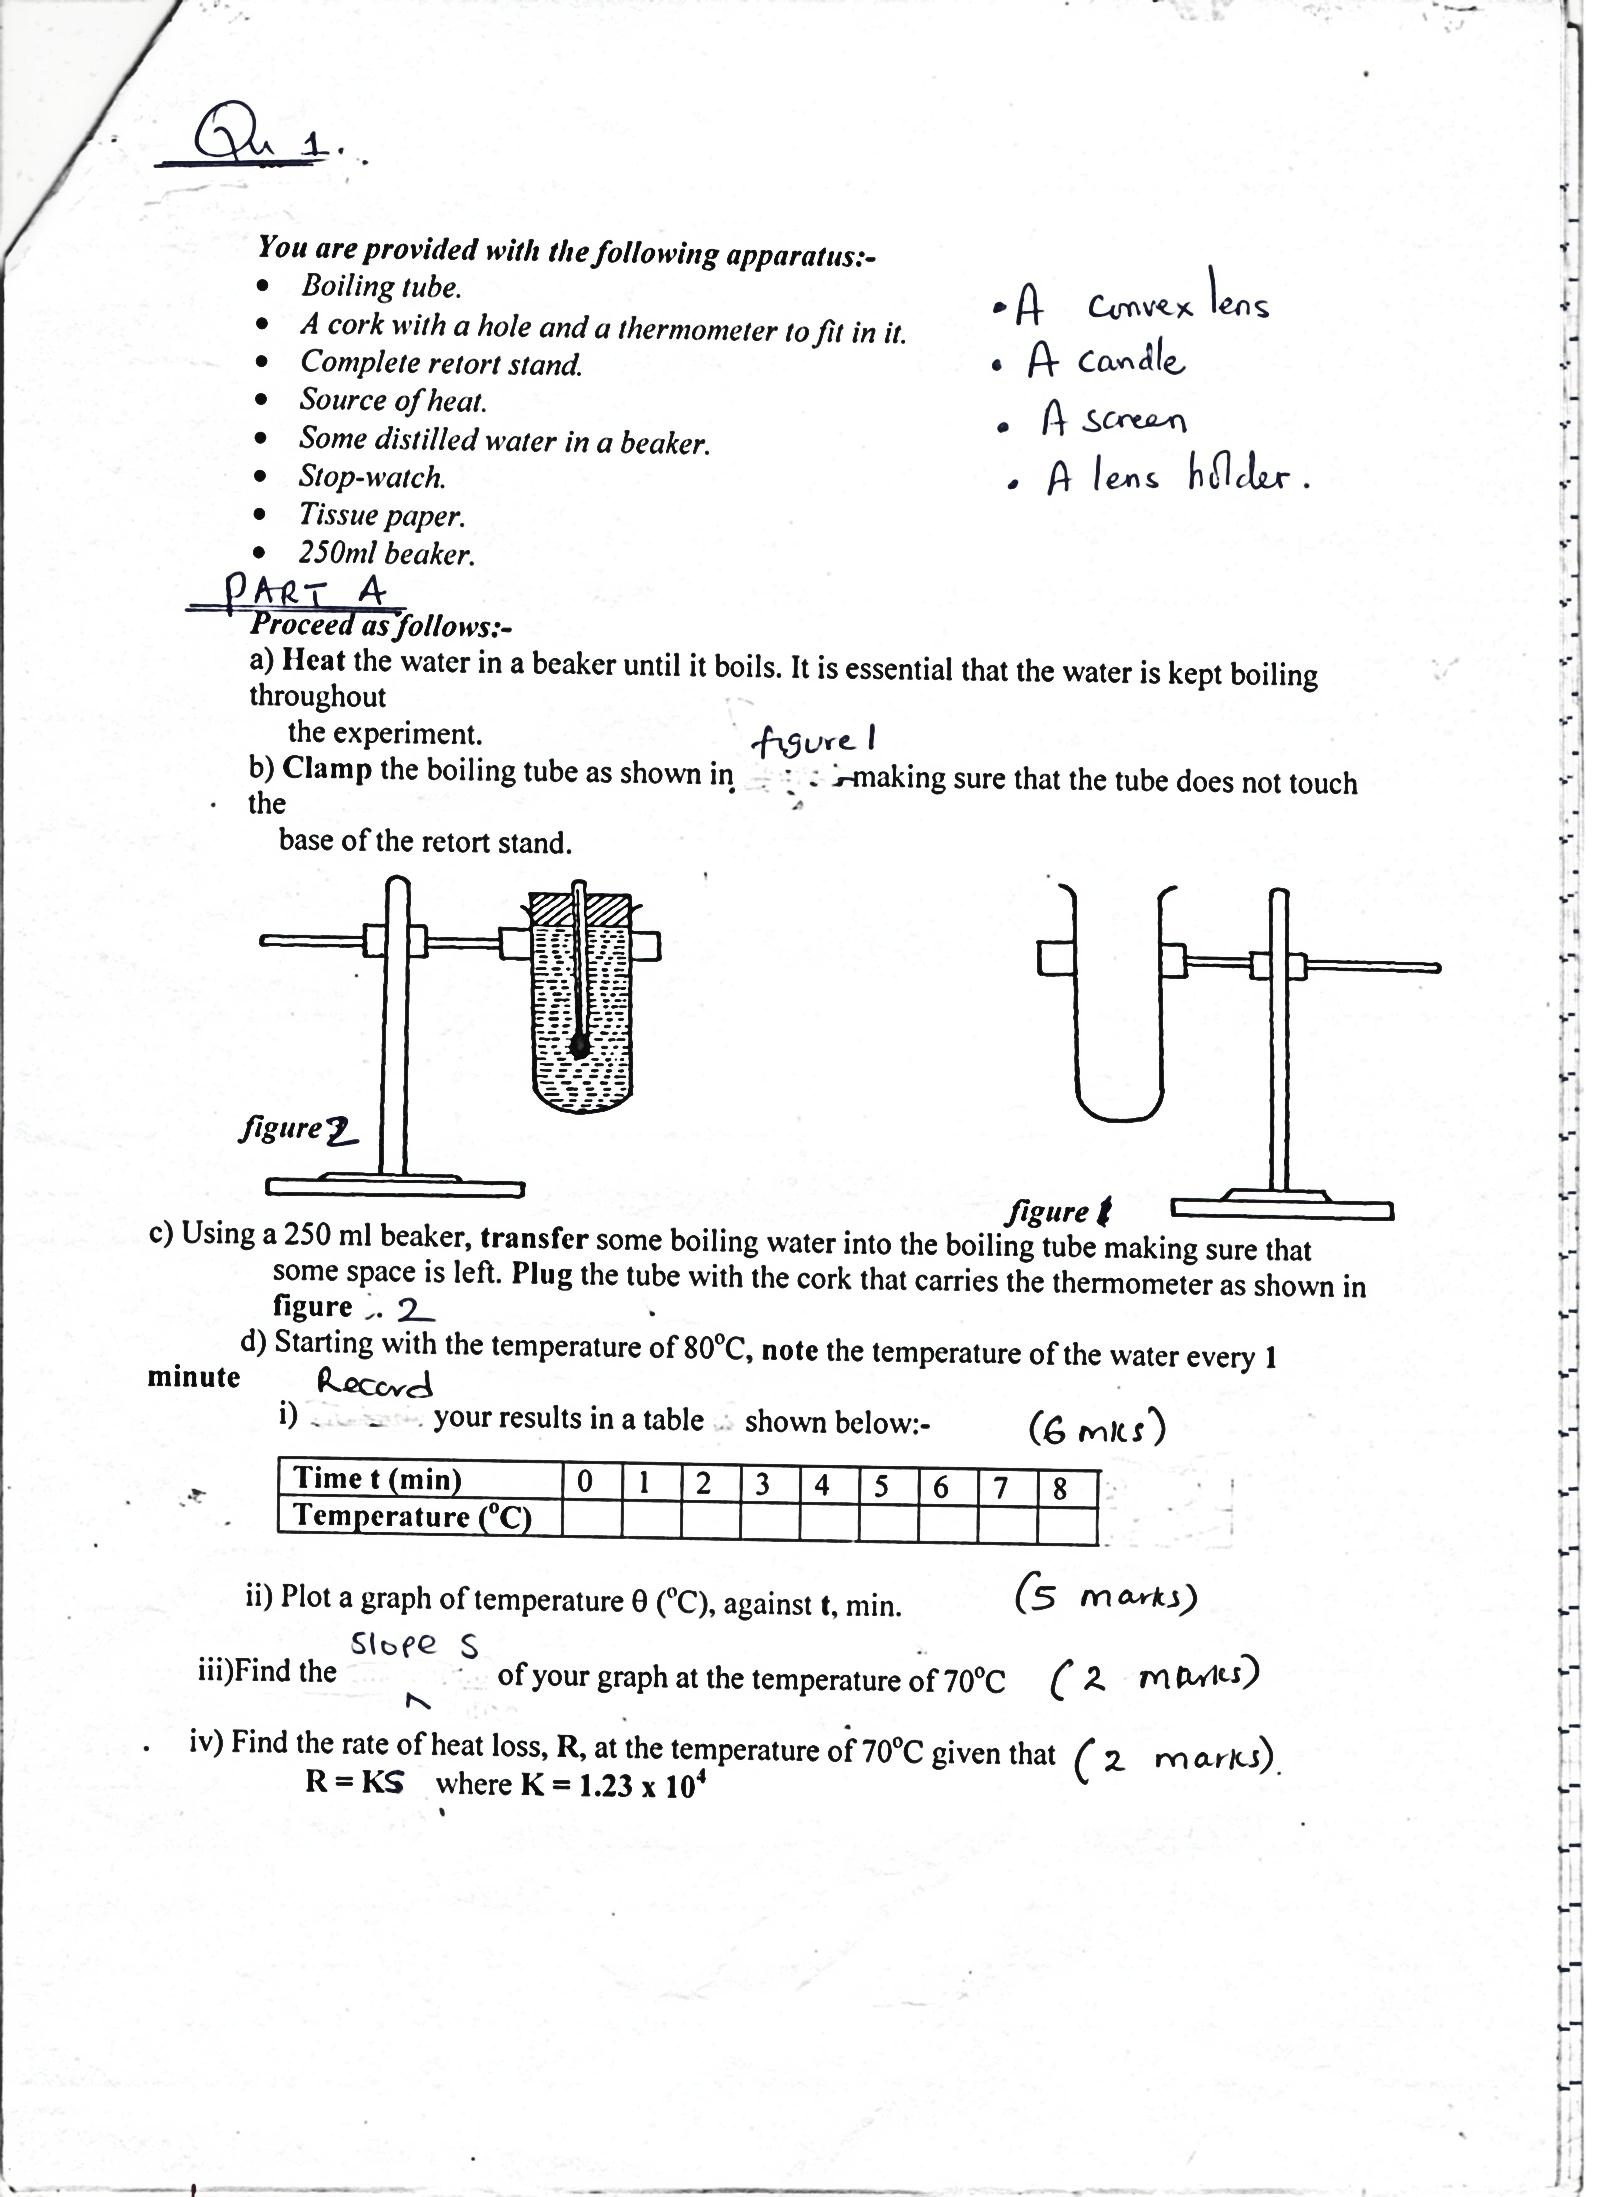 Qu 1.
You are provided with the following apparatus:-
• Boiling tube.
• A cork with a hole and a thermometer to fit in it.
• Complete retort stand.
• Source of heat.
• Some distilled water in a beaker.
• Stop-watch.
• Tissue paper.
• 250ml beaker.
• A convex lens
• A candle
• A screen
• A lens holder.
PART A
Proceed as follows:-
a) Heat the water in a beaker until it boils. It is essential that the water is kept boiling
throughout
the experiment.
figure 1
b) Clamp the boiling tube as shown in making sure that the tube does not touch
the
base of the retort stand.
figure 2
figure 1
c) Using a 250 ml beaker, transfer some boiling water into the boiling tube making sure that
some space is left. Plug the tube with the cork that carries the thermometer as shown in
figure 2
d) Starting with the temperature of 80°C, note the temperature of the water every 1
minute
Record
i) your results in a table shown below:- (6 mks)
Time t (min) 0 1 2 3 4 5 6 7 8
Temperature (°C)
ii) Plot a graph of temperature θ (°C), against t, min. (5 marks)
slope S
iii)Find the of your graph at the temperature of 70°C (2 marks)
iv) Find the rate of heat loss, R, at the temperature of 70°C given that (2 marks).
R = KS where K = 1.23 x 10⁴